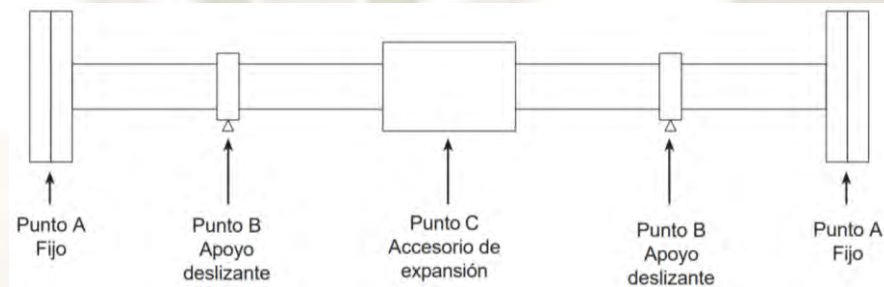 Punto A
Fijo
Punto B
Apoyo
deslizante
Punto C
Accesorio de
expansión
Punto B
Apoyo
deslizante
Punto A
Fijo